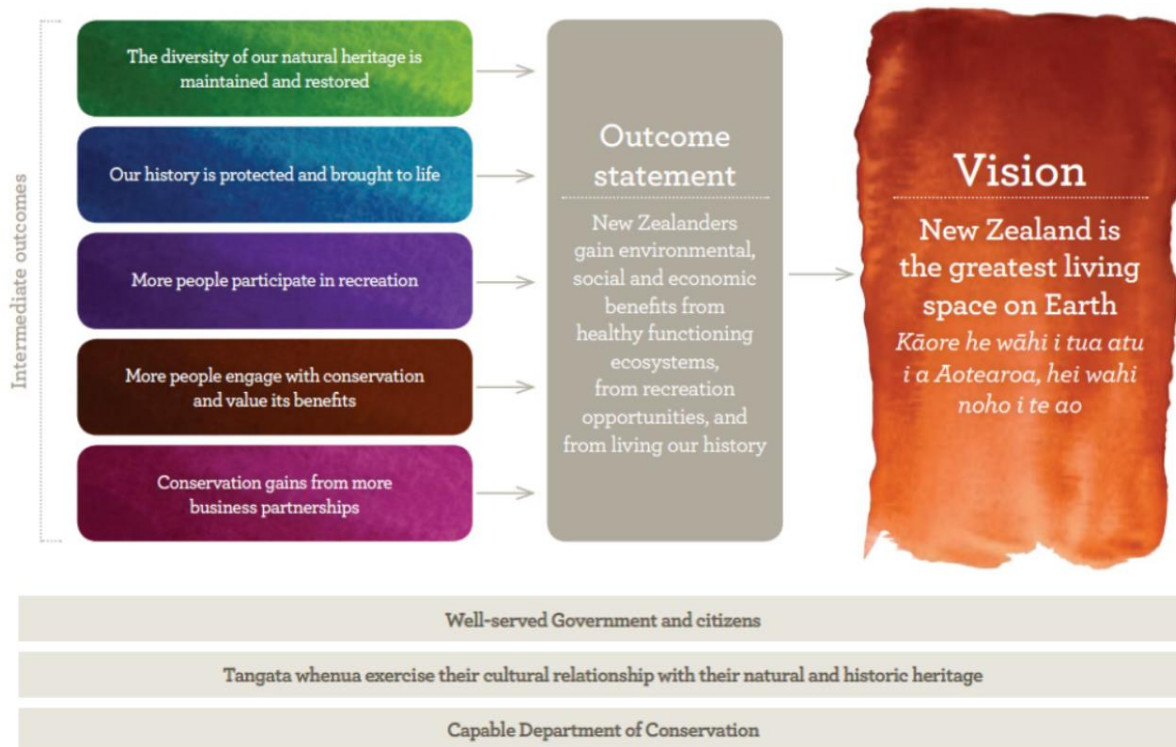 Intermediate outcomes
The diversity of our natural heritage is
maintained and restored
Our history is protected and brought to life
More people participate in recreation
More people engage with conservation
and value its benefits
Conservation gains from more
business partnerships
Outcome
statement
New Zealanders
gain environmental,
social and economic
benefits from
healthy functioning
ecosystems,
from recreation
opportunities, and
from living our history
Vision
New Zealand is
the greatest living
space on Earth
Kāore he wāhi i tua atu
i a Aotearoa, hei wahi
noho i te ao
Well-served Government and citizens
Tangata whenua exercise their cultural relationship with their natural and historic heritage
Capable Department of Conservation